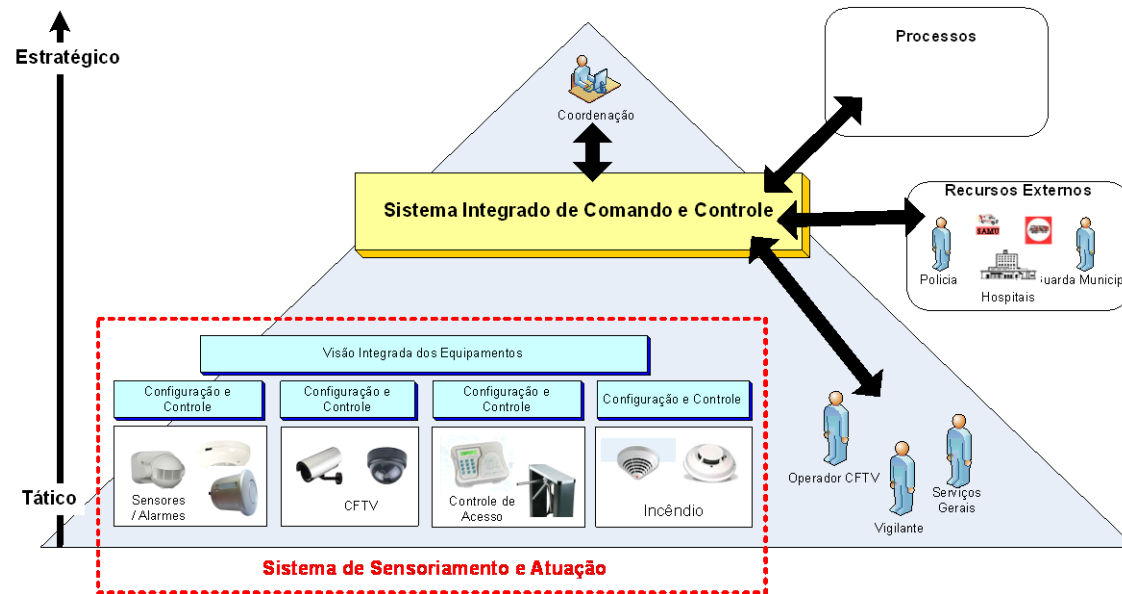 Estratégico
Processos
Coordenação
Sistema Integrado de Comando e Controle
Recursos Externos
SAMU
Policia
Hospitais
uarda Municip
Visão Integrada dos Equipamentos
Configuração e
Controle
Configuração e
Controle
Configuração e
Controle
Configuração e Controle
Sensores
/ Alarmes
CFTV
Controle de
Acesso
Incêndio
Operador CFTV
Vigilante
Serviços
Gerais
Tático
Sistema de Sensoriamento e Atuação